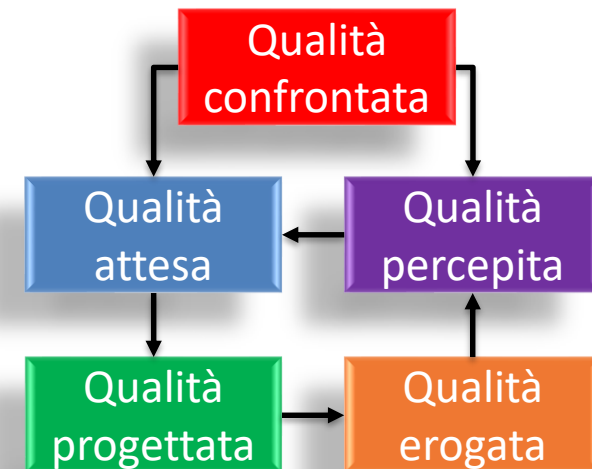 Qualità
confrontata
Qualità
attesa
Qualità
percepita
Qualità
progettata
Qualità
erogata